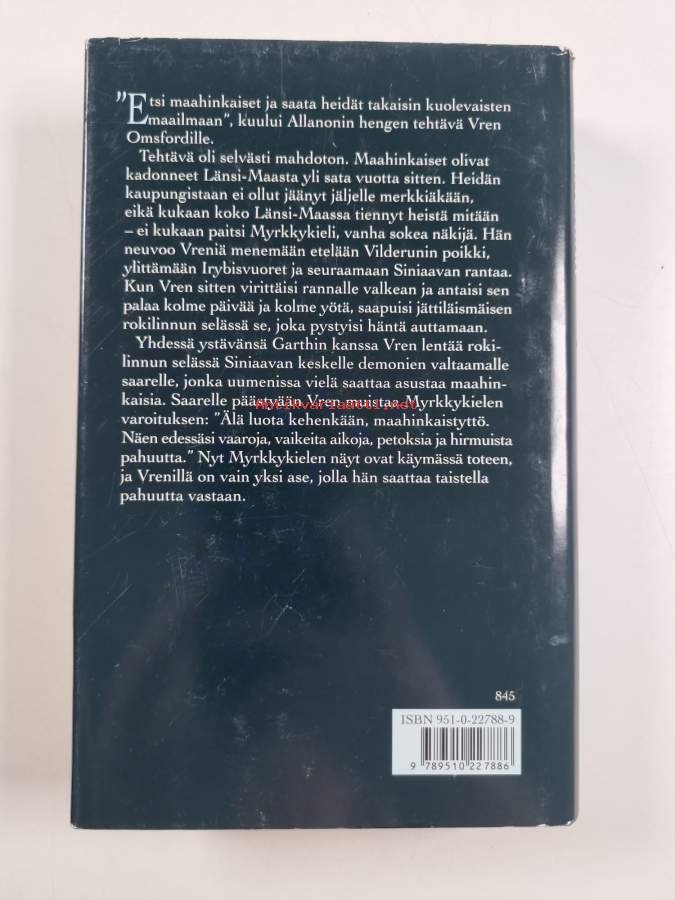 "Etsi maahinkaiset ja saata heidät takaisin kuolevaisten
maailmaan", kuului Allanonin hengen tehtävä Vren
Omsfordille.
Tehtävä oli selvästi mahdoton. Maahinkaiset olivat
kadonneet Länsi-Maasta yli sata vuotta sitten. Heidän
kaupungistaan ei ollut jäänyt jäljelle merkkiäkään,
eikä kukaan koko Länsi-Maassa tiennyt heistä mitään
– ei kukaan paitsi Myrkkykieli, vanha sokea näkijä. Hän
neuvoo Vreniä menemään etelään Vilderunin poikki,
ylittämään Irybisvuoret ja seuraamaan Siniaavan rantaa.
Kun Vren sitten virittäisi rannalle valkean ja antaisi sen
palaa kolme päivää ja kolme yötä, saapuisi jättiläismäisen
rokilinnun selässä se, joka pystyisi häntä auttamaan.
Yhdessä ystävänsä Garthin kanssa Vren lentää roki-
linnun selässä Siniaavan keskelle demonien valtaamalle
saarelle, jonka uumenissa vielä saattaa asustaa maahin-
kaisia. Saarelle päästyään Vren muistaa Myrkkykielen
varoituksen: "Älä luota kehenkään, maahinkaistyttö.
Näen edessäsi vaaroja, vaikeita aikoja, petoksia ja hirmuista
pahuutta." Nyt Myrkkykielen näyt ovat käymässä toteen,
ja Vrenillä on vain yksi ase, jolla hän saattaa taistella
pahuutta vastaan.
Antikvariaatti.net
845
ISBN 951-0-22788-9
9 789510 227886